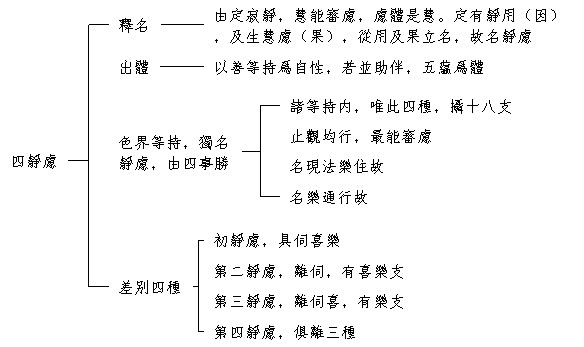 四靜慮
釋名
由定寂靜，慧能審慮，慮體是慧。定有靜用（因）
，及生慧慮（果），從用及果立名，故名靜慮
出體
以善等持爲自性，若並助伴，五蘊爲體
色界等持，獨名
靜慮，由四事勝
諸等持内，唯此四種，攝十八支
止觀均行，最能審慮
名現法樂住故
名樂通行故
差別四種
初靜慮，具伺喜樂
第二靜慮，離伺，有喜樂支
第三靜慮，離伺喜，有樂支
第四靜慮，俱離三種